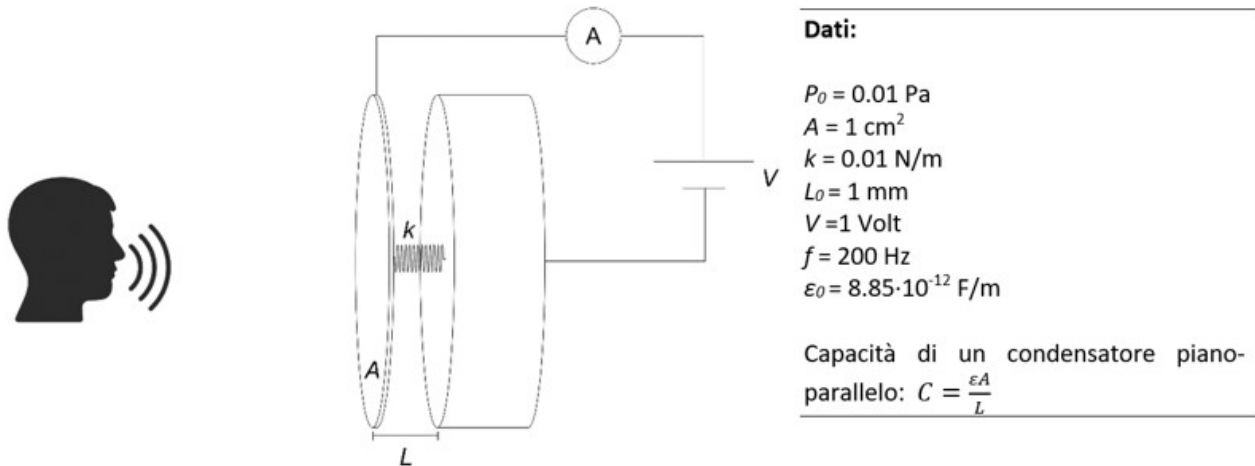 A
V
k
A
L
Dati:
P₀ = 0.01 Pa
A = 1 cm²
k = 0.01 N/m
L₀ = 1 mm
V =1 Volt
f = 200 Hz
ε₀ = 8.85·10⁻¹² F/m
Capacità di un condensatore piano-
parallelo: C = εA/L